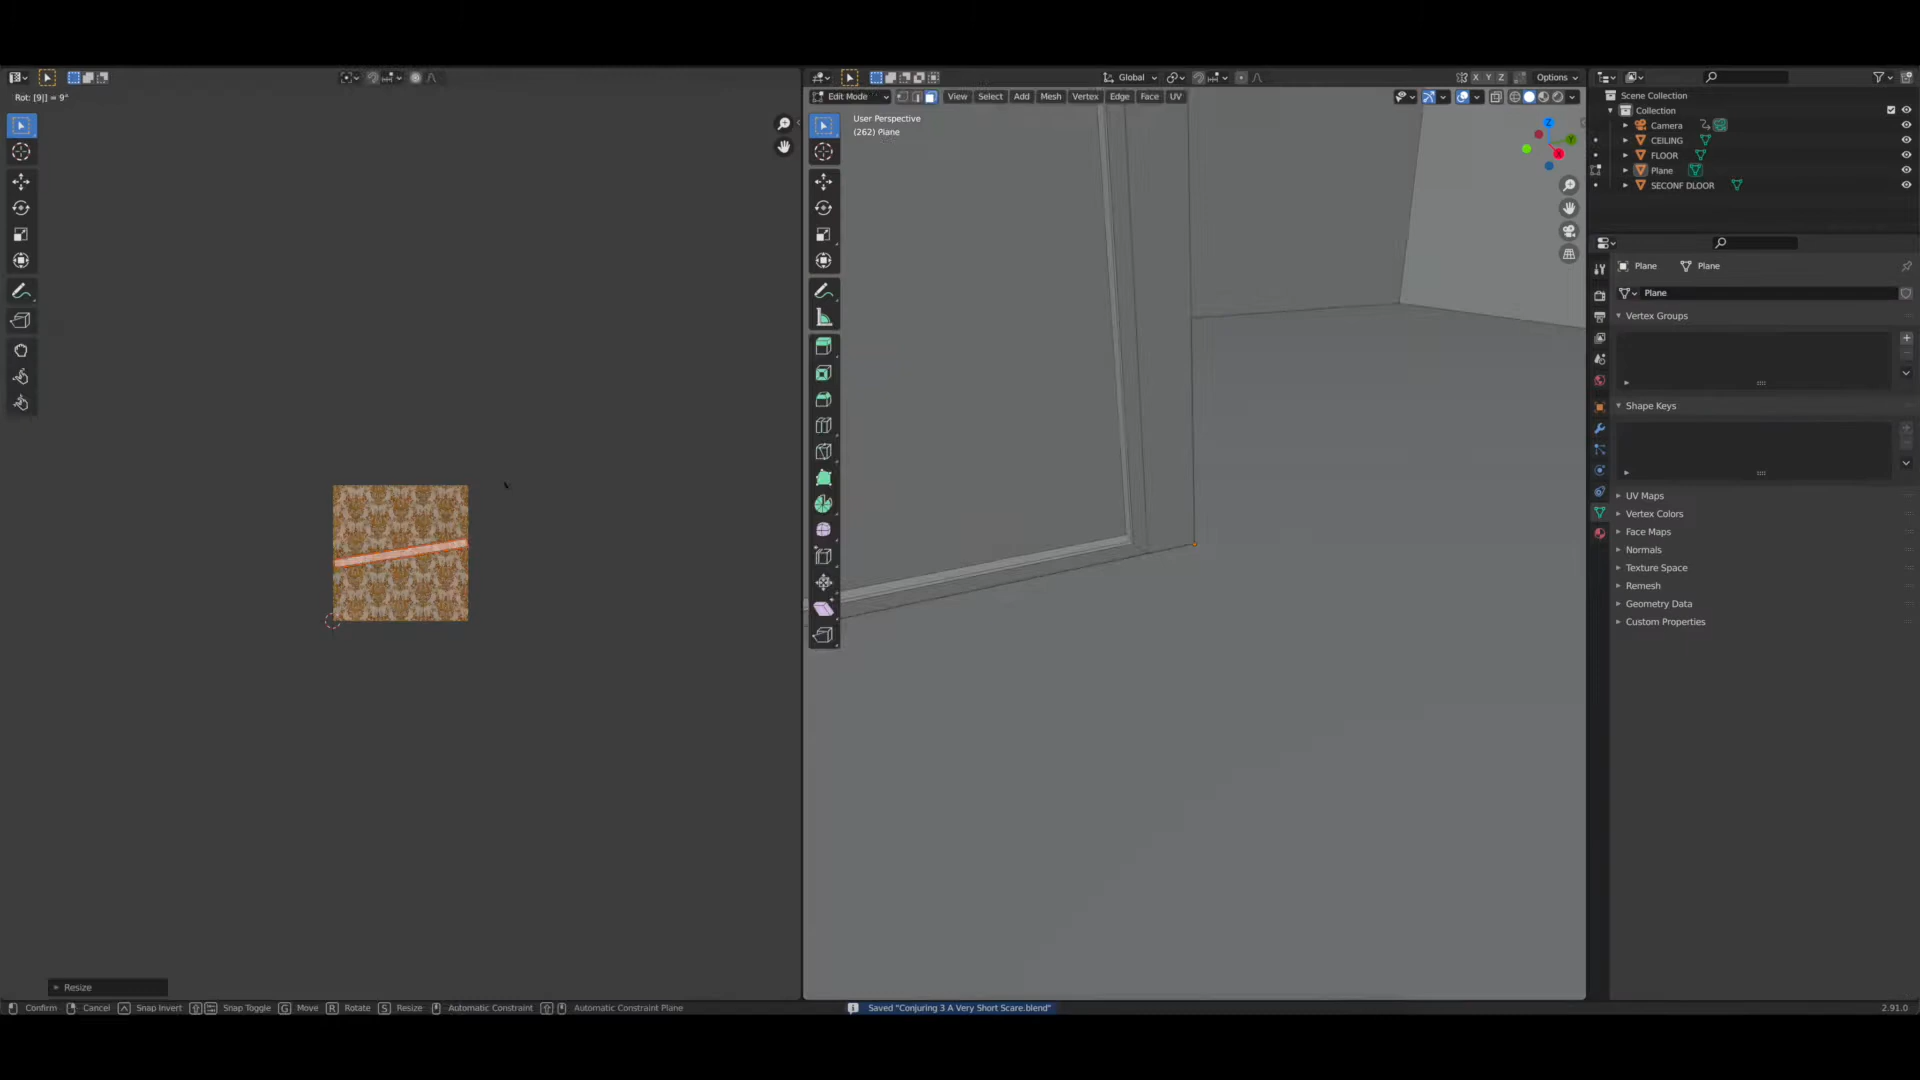 Global
Options
Rot: [9|] = 9°
Edit Mode
View
Select
Add
Mesh
Vertex
Edge
Face
UV
X
Y
Z
User Perspective
(262) Plane
Scene Collection
Collection
Camera
CEILING
FLOOR
Plane
SECONF DLOOR
Plane
Plane
Plane
Vertex Groups
Shape Keys
UV Maps
Vertex Colors
Face Maps
Normals
Texture Space
Remesh
Geometry Data
Custom Properties
Resize
Confirm
Cancel
Snap Invert
Snap Toggle
G Move
R Rotate
S Resize
Automatic Constraint
Automatic Constraint Plane
Saved "Conjuring 3 A Very Short Scare.blend"
2.91.0